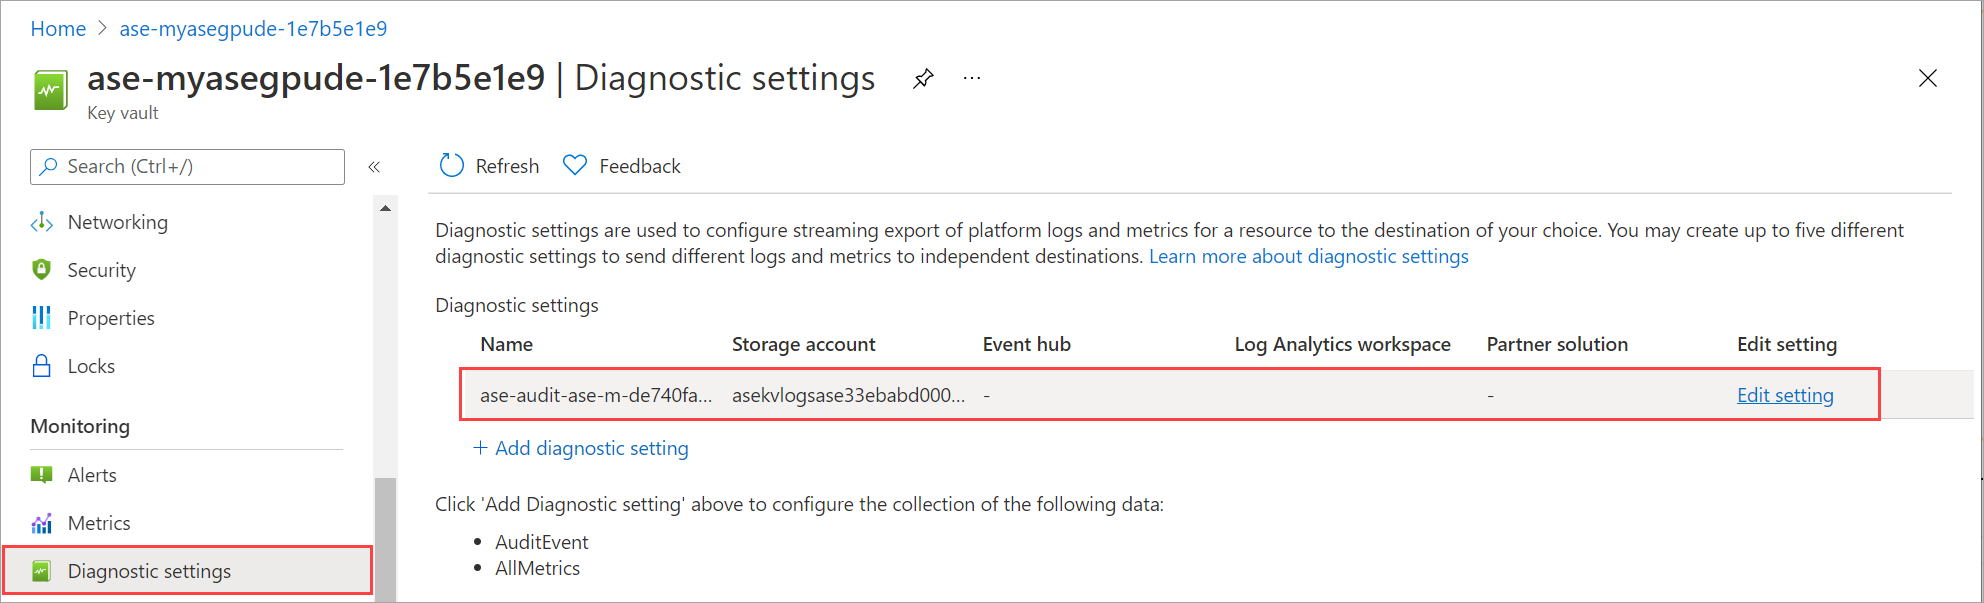 Home > ase-myasegpude-1e7b5e1e9
ase-myasegpude-1e7b5e1e9 | Diagnostic settings
Key vault
Search (Ctrl+/)
Refresh
Feedback
Networking
Security
Properties
Locks
Monitoring
Alerts
Metrics
Diagnostic settings
Diagnostic settings are used to configure streaming export of platform logs and metrics for a resource to the destination of your choice. You may create up to five different
diagnostic settings to send different logs and metrics to independent destinations. Learn more about diagnostic settings
Diagnostic settings
Name Storage account Event hub Log Analytics workspace Partner solution Edit setting
ase-audit-ase-m-de740fa... asekvlogsase33ebabd000... - - Edit setting
+ Add diagnostic setting
Click 'Add Diagnostic setting' above to configure the collection of the following data:
• AuditEvent
• AllMetrics